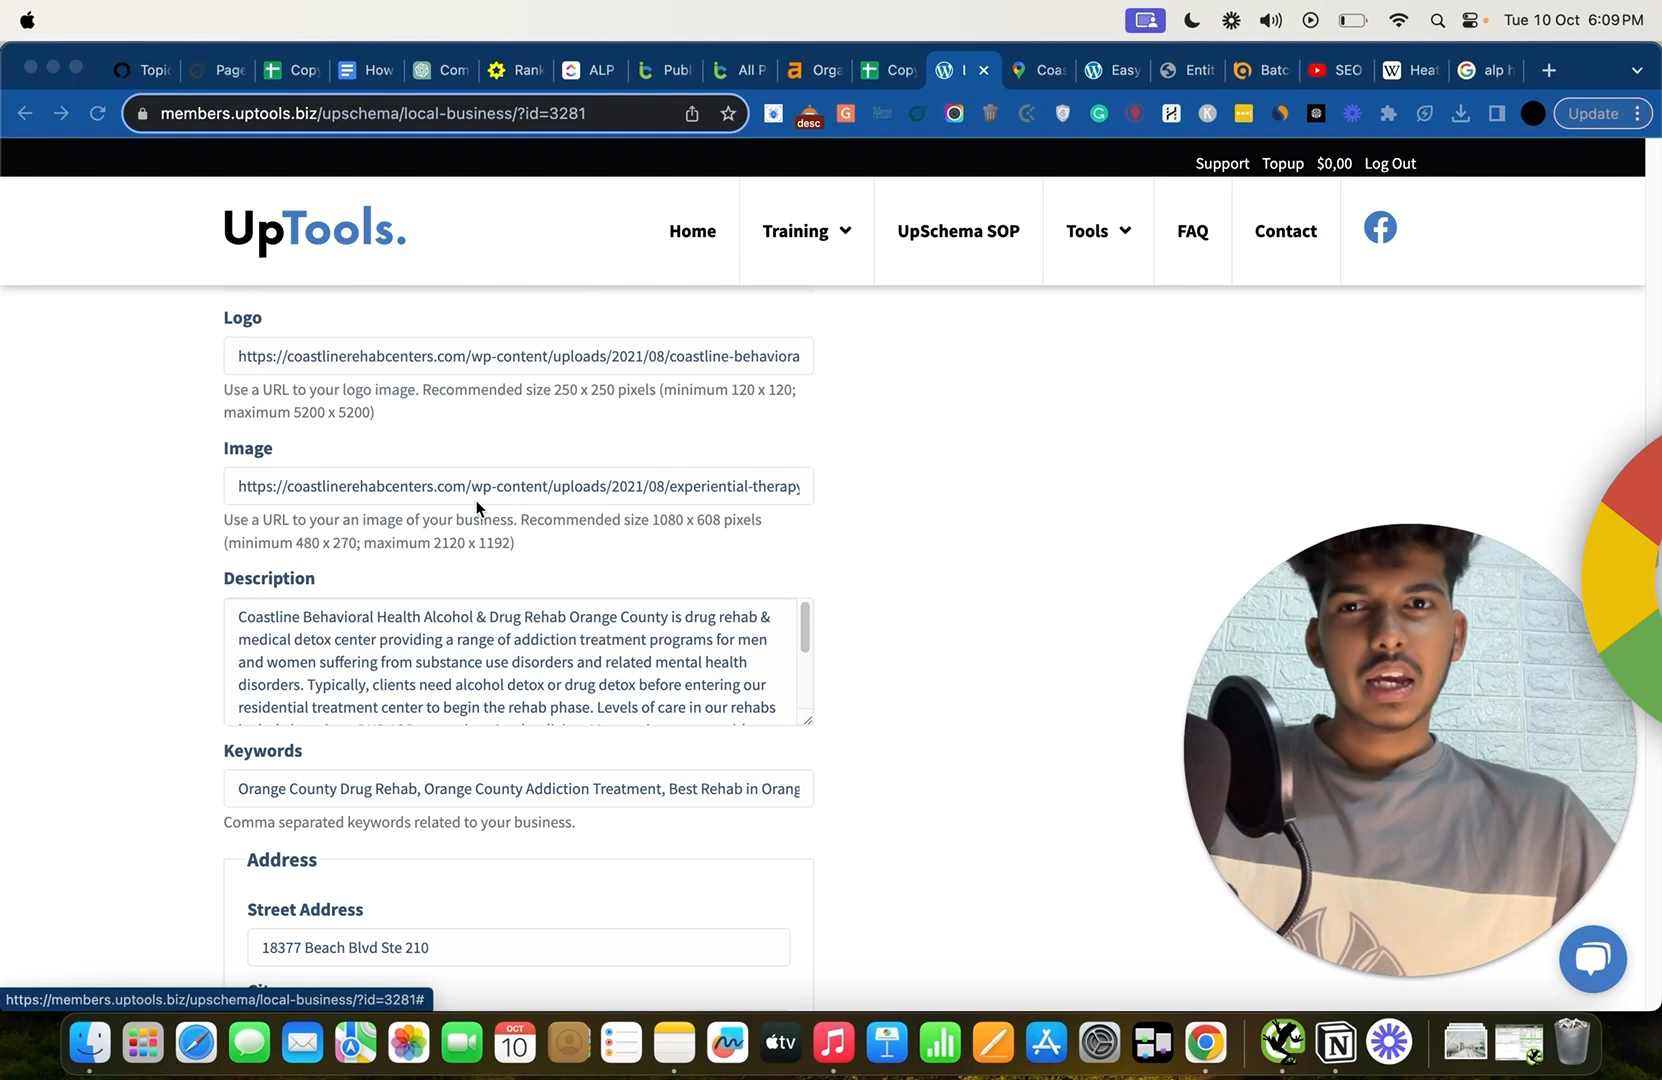 Tue 10 Oct 6:09 PM
Topic
Page
Copy
How
Com
Rank
ALP
Publ
All P
Orga
Copy
I
Coas
Easy
Entit
Batc
SEO
Heat
alp h
members.uptools.biz/upschema/local-business/?id=3281
desc
Update
Support Topup $0,00 Log Out
UpTools.
Home
Training
UpSchema SOP
Tools
FAQ
Contact
Logo
https://coastlinerehabcenters.com/wp-content/uploads/2021/08/coastline-behaviora
Use a URL to your logo image. Recommended size 250 x 250 pixels (minimum 120 x 120;
maximum 5200 x 5200)
Image
https://coastlinerehabcenters.com/wp-content/uploads/2021/08/experiential-therapy
Use a URL to your an image of your business. Recommended size 1080 x 608 pixels
(minimum 480 x 270; maximum 2120 x 1192)
Description
Coastline Behavioral Health Alcohol & Drug Rehab Orange County is drug rehab &
medical detox center providing a range of addiction treatment programs for men
and women suffering from substance use disorders and related mental health
disorders. Typically, clients need alcohol detox or drug detox before entering our
residential treatment center to begin the rehab phase. Levels of care in our rehabs
Keywords
Orange County Drug Rehab, Orange County Addiction Treatment, Best Rehab in Orang
Comma separated keywords related to your business.
Address
Street Address
18377 Beach Blvd Ste 210
https://members.uptools.biz/upschema/local-business/?id=3281#
OCT
10
tv